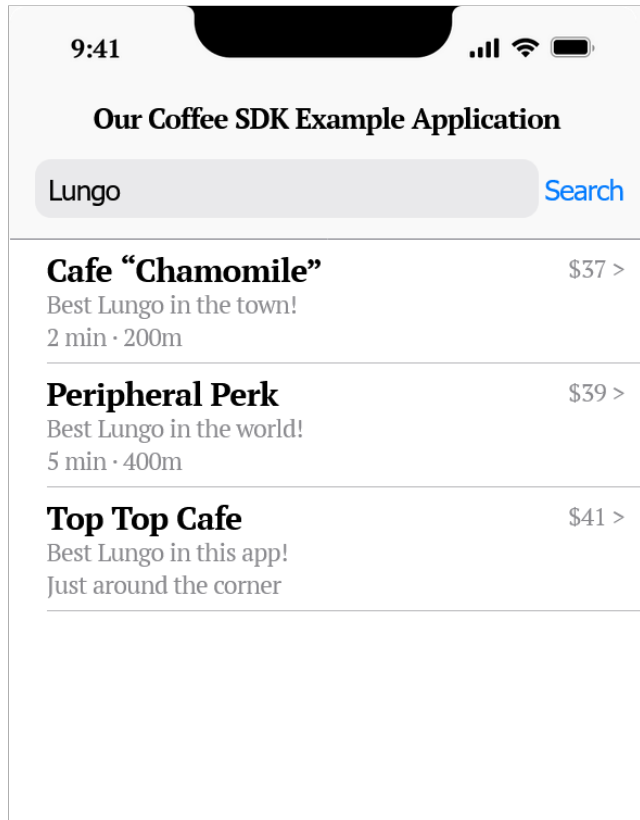 9:41
Our Coffee SDK Example Application
Lungo Search
Cafe “Chamomile” $37 >
Best Lungo in the town!
2 min · 200m
Peripheral Perk $39 >
Best Lungo in the world!
5 min · 400m
Top Top Cafe $41 >
Best Lungo in this app!
Just around the corner